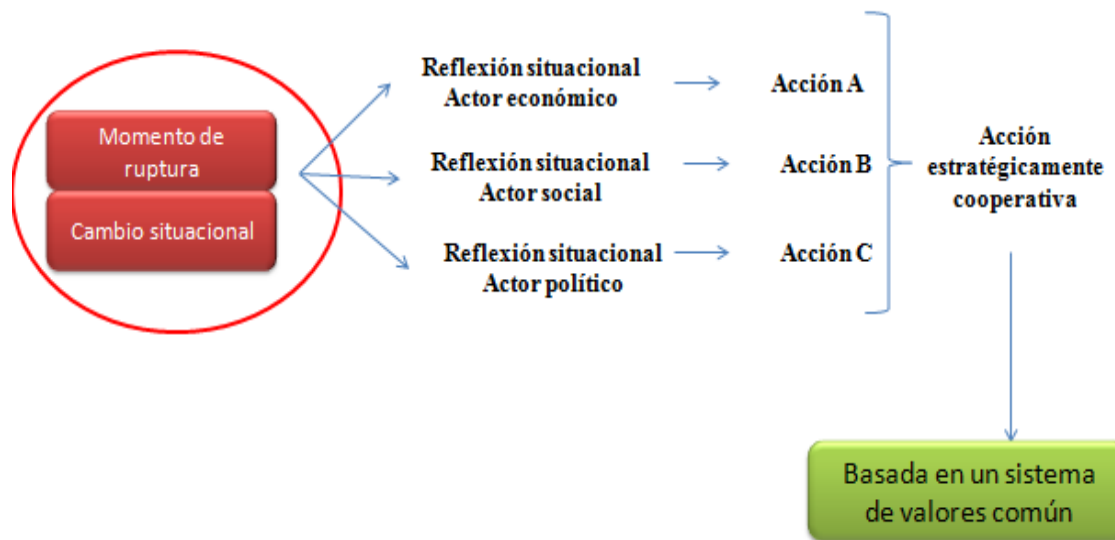 Momento de
ruptura
Cambio situacional
Reflexión situacional
Actor económico
Acción A
Reflexión situacional
Actor social
Acción B
Reflexión situacional
Actor político
Acción C
Acción
estratégicamente
cooperativa
Basada en un sistema
de valores común